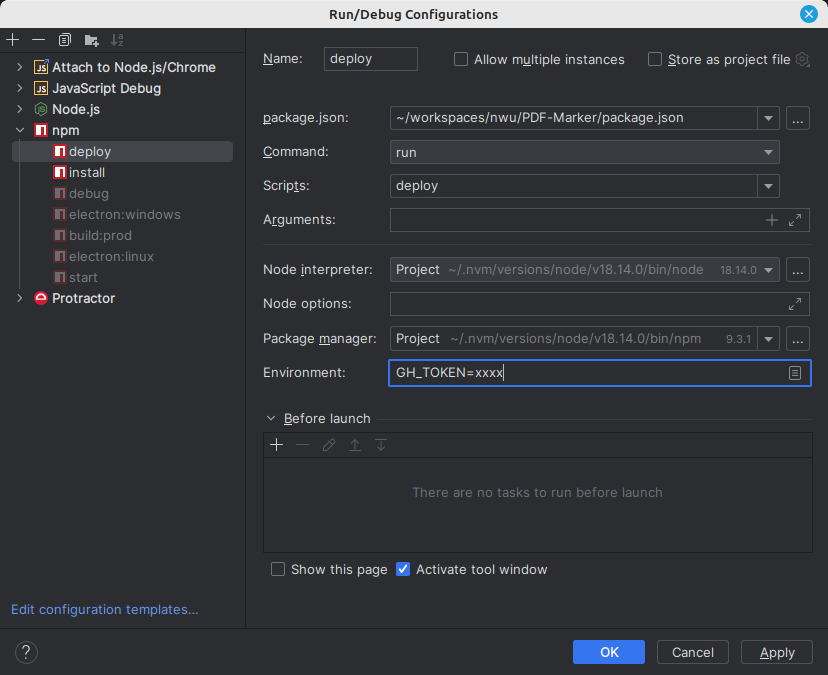 Run/Debug Configurations
Attach to Node.js/Chrome
JavaScript Debug
Node.js
npm
deploy
install
debug
electron:windows
build:prod
electron:linux
start
Protractor
Edit configuration templates...
Name: deploy Allow multiple instances Store as project file
package.json: ~/workspaces/nwu/PDF-Marker/package.json ...
Command: run
Scripts: deploy
Arguments:
Node interpreter: Project ~/.nvm/versions/node/v18.14.0/bin/node 18.14.0 ...
Node options:
Package manager: Project ~/.nvm/versions/node/v18.14.0/bin/npm 9.3.1 ...
Environment: GH_TOKEN=xxxx
Before launch
There are no tasks to run before launch
Show this page Activate tool window
? OK Cancel Apply